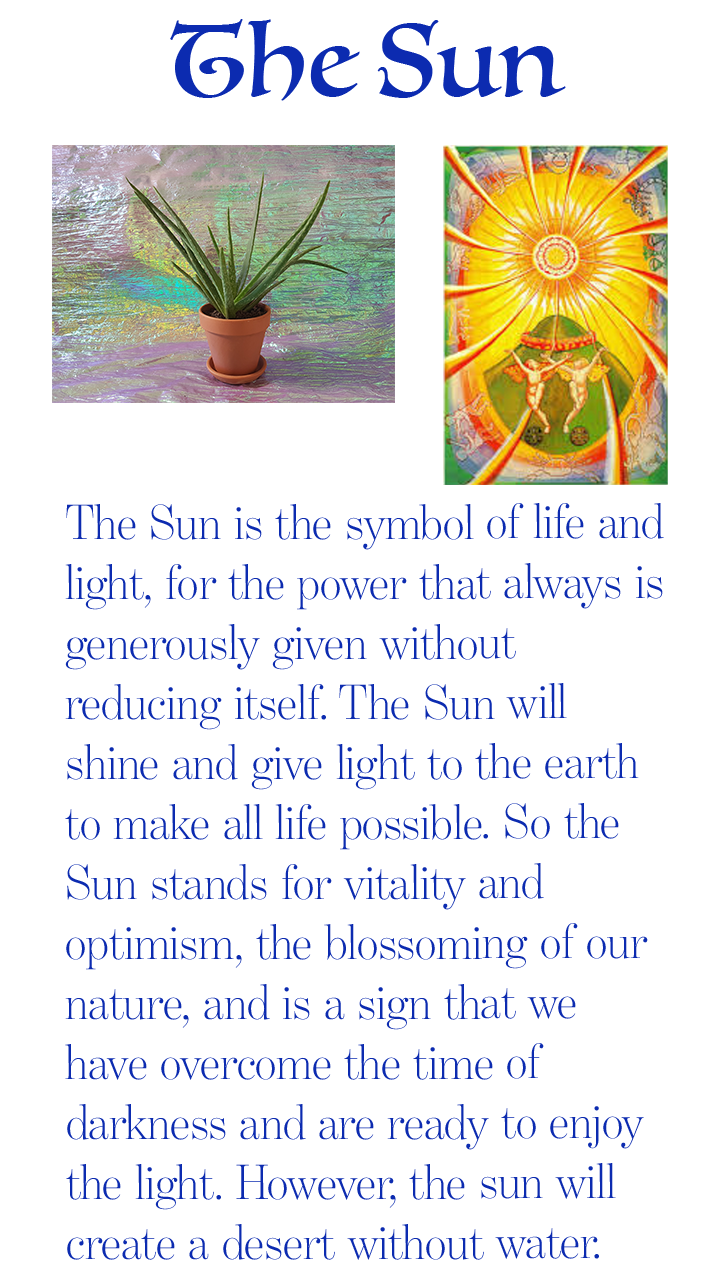 The Sun
The Sun is the symbol of life and
light, for the power that always is
generously given without
reducing itself. The Sun will
shine and give light to the earth
to make all life possible. So the
Sun stands for vitality and
optimism, the blossoming of our
nature, and is a sign that we
have overcome the time of
darkness and are ready to enjoy
the light. However, the sun will
create a desert without water.